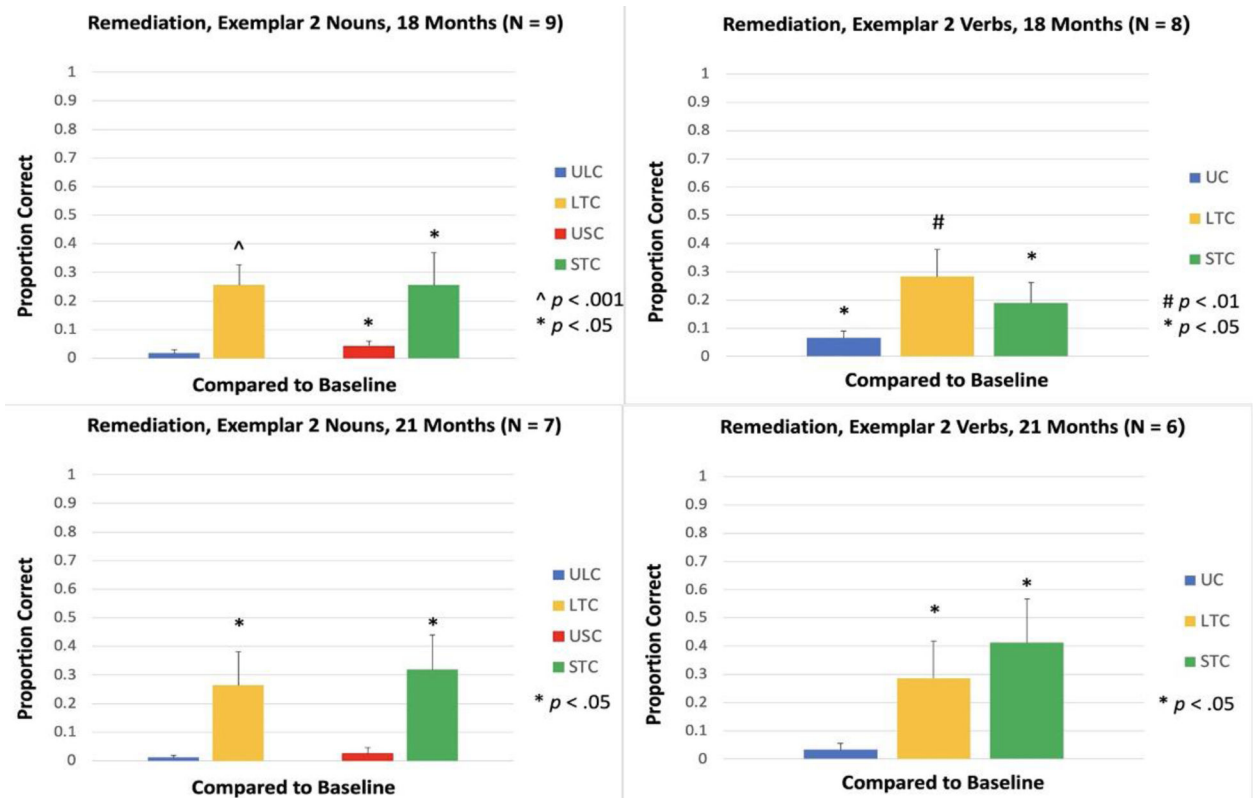 Remediation, Exemplar 2 Nouns, 18 Months (N = 9)
Proportion Correct
1
0.9
0.8
0.7
0.6
0.5
0.4
0.3
0.2
0.1
0
^
*
*
Compared to Baseline
ULC
LTC
USC
STC
^ p < .001
* p < .05
Remediation, Exemplar 2 Verbs, 18 Months (N = 8)
Proportion Correct
1
0.9
0.8
0.7
0.6
0.5
0.4
0.3
0.2
0.1
0
*
#
*
Compared to Baseline
UC
LTC
STC
# p < .01
* p < .05
Remediation, Exemplar 2 Nouns, 21 Months (N = 7)
Proportion Correct
1
0.9
0.8
0.7
0.6
0.5
0.4
0.3
0.2
0.1
0
*
*
Compared to Baseline
ULC
LTC
USC
STC
* p < .05
Remediation, Exemplar 2 Verbs, 21 Months (N = 6)
Proportion Correct
1
0.9
0.8
0.7
0.6
0.5
0.4
0.3
0.2
0.1
0
*
*
Compared to Baseline
UC
LTC
STC
* p < .05